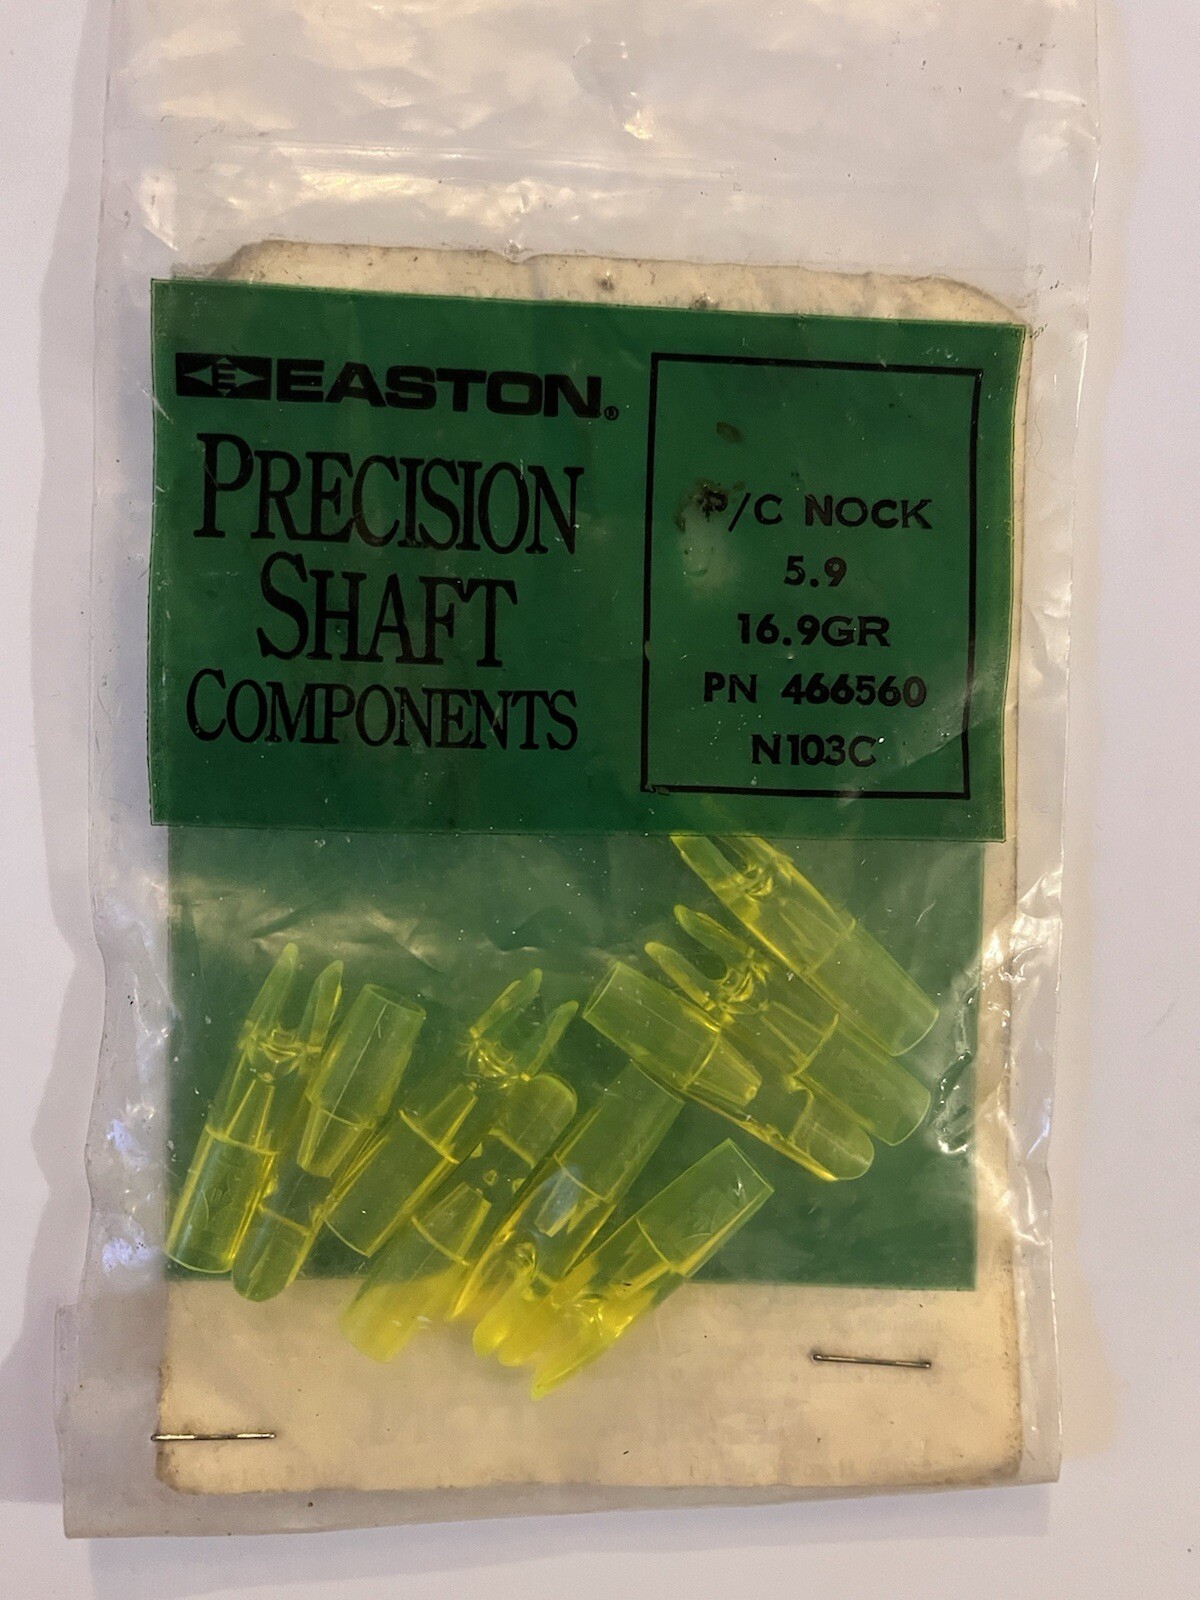 EASTON®
PRECISION
SHAFT
COMPONENTS
P/C NOCK
5.9
16.9GR
PN 466560
N103C